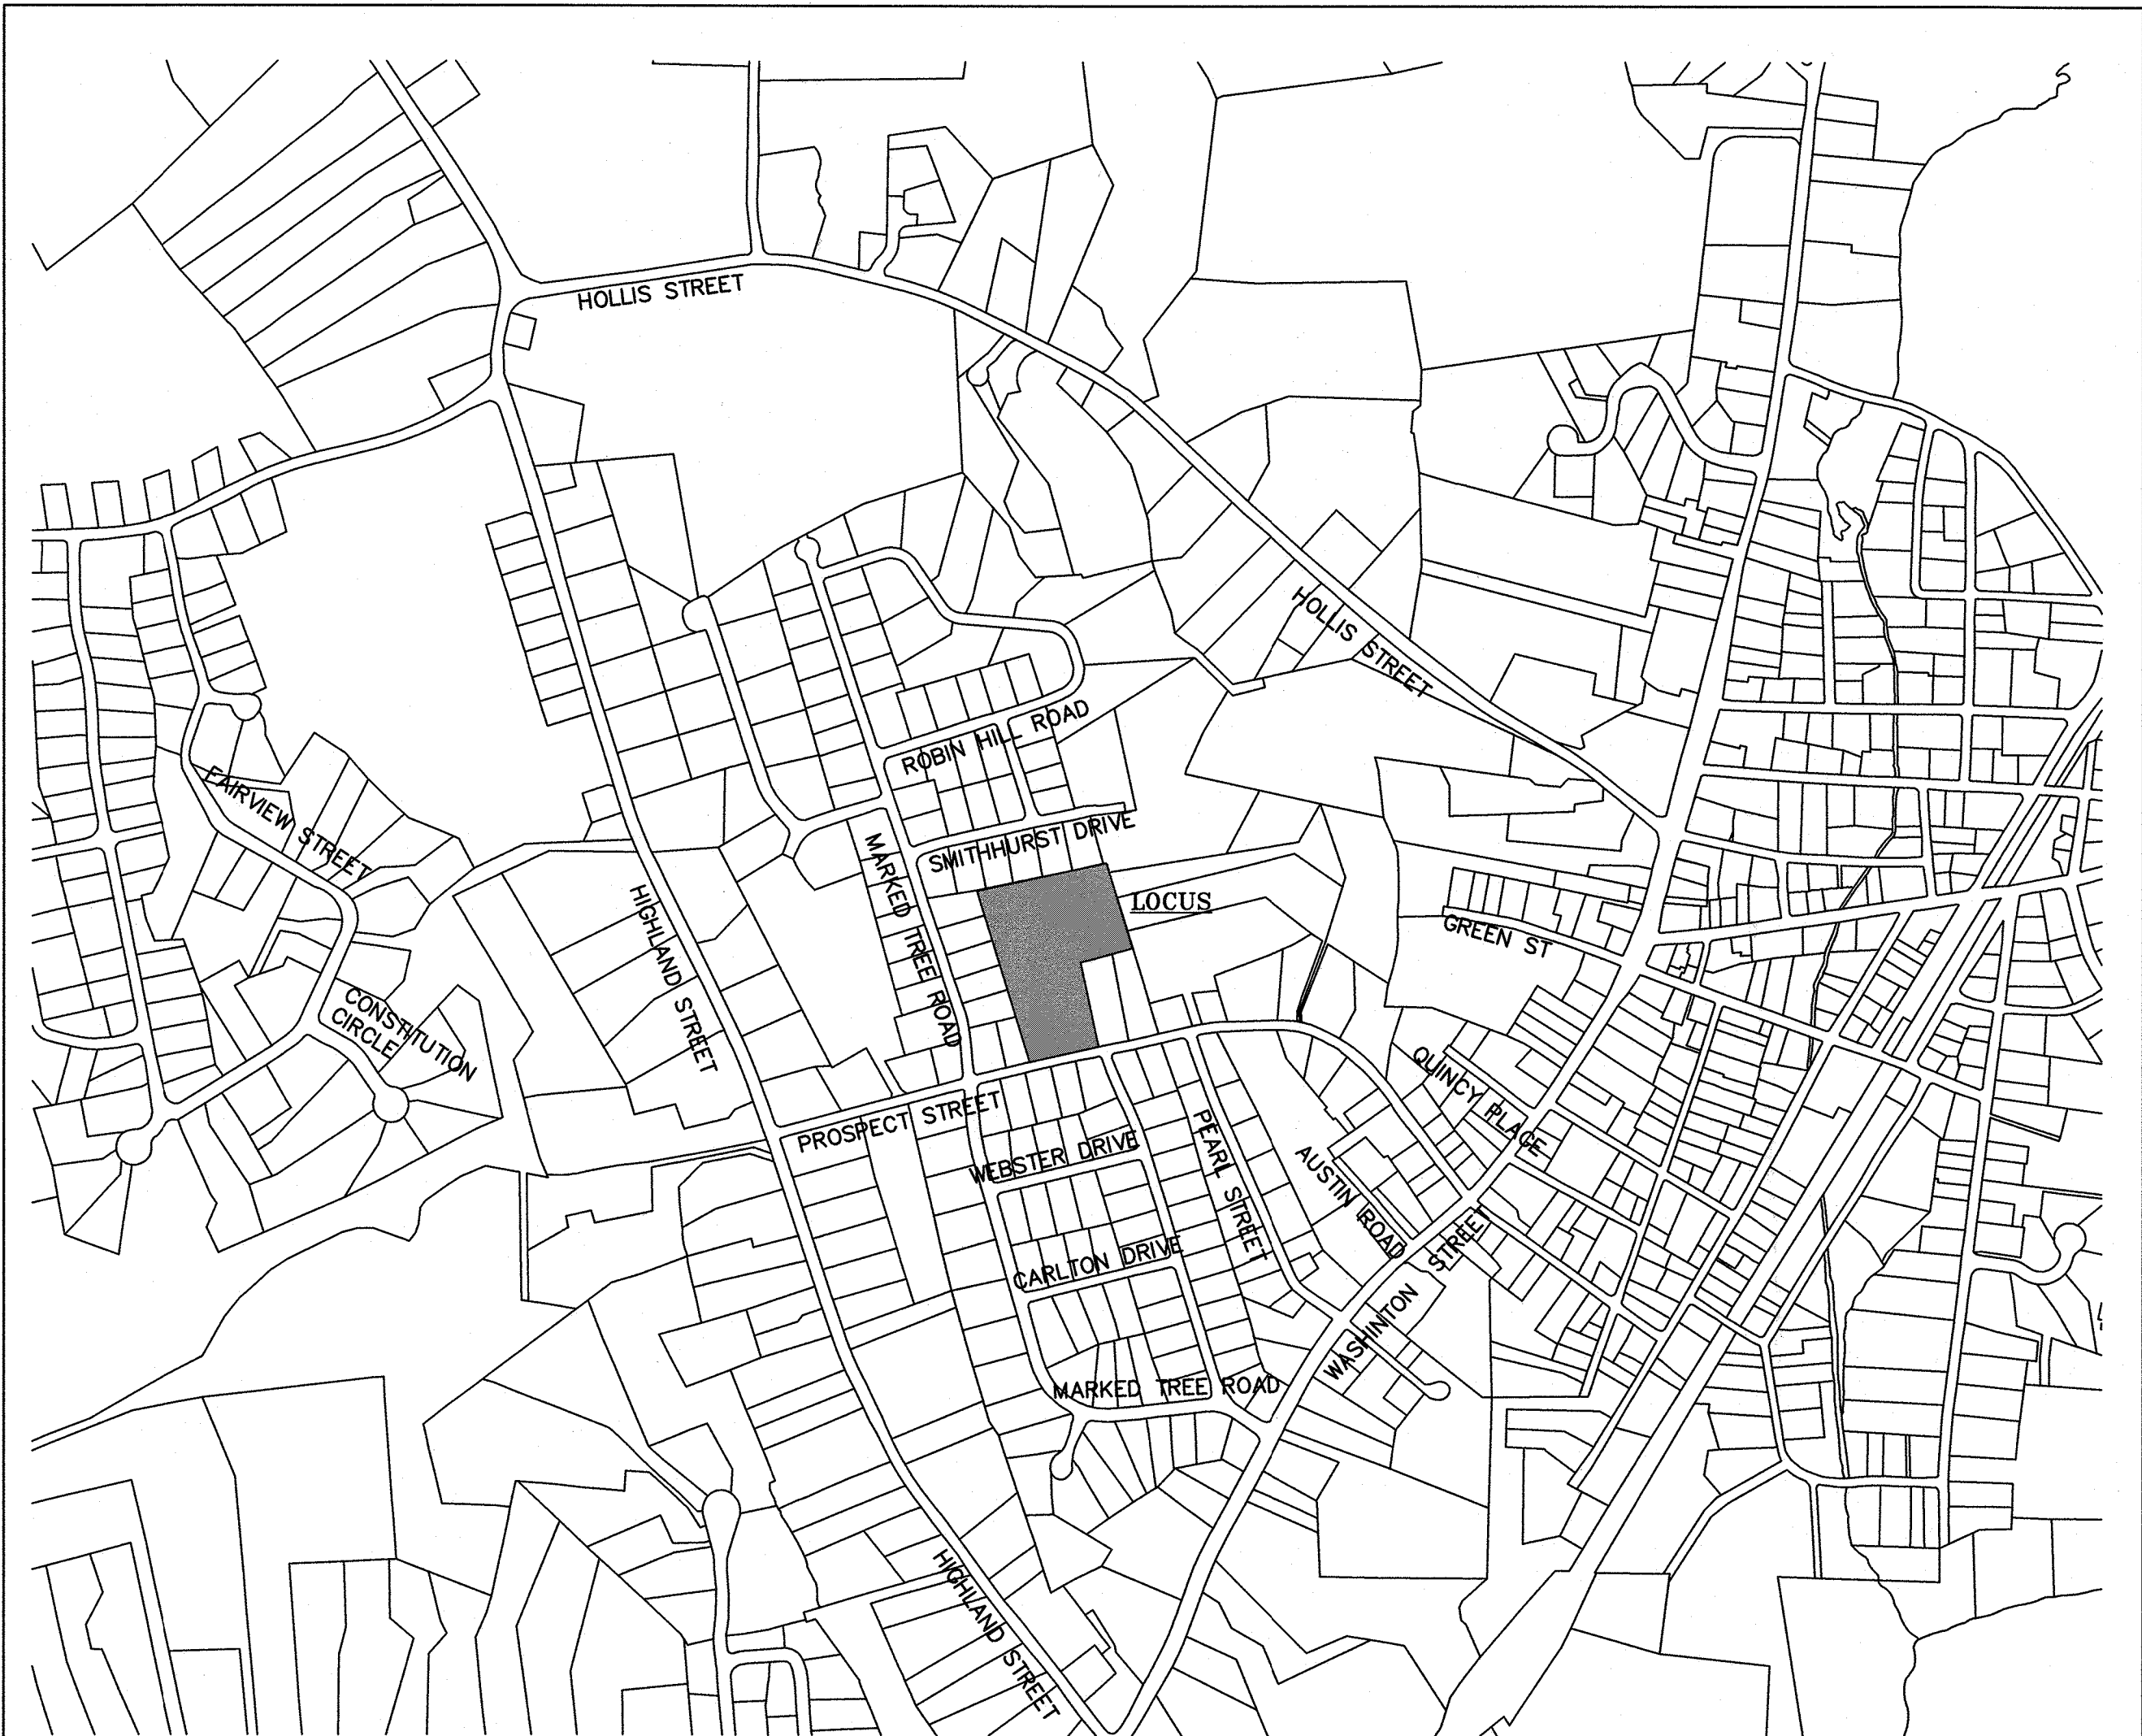 HOLLIS STREET
HOLLIS STREET
ROBIN HILL ROAD
FAIRVIEW STREET
SMITHHURST DRIVE
MARKED TREE ROAD
HIGHLAND STREET
LOCUS
GREEN ST
CONSTITUTION
CIRCLE
QUINCY PLACE
PROSPECT STREET
WEBSTER DRIVE
PEARL STREET
AUSTIN ROAD
CARLTON DRIVE
WASHINTON STREET
MARKED TREE ROAD
HIGHLAND STREET